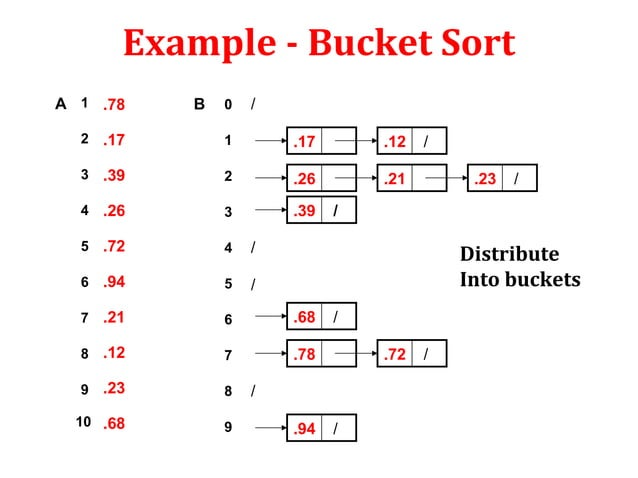 Example - Bucket Sort
A 1 .78 B 0 /
2 .17 1 .17 .12 /
3 .39 2 .26 .21 .23 /
4 .26 3 .39 /
5 .72 4 /
6 .94 5 /
7 .21 6 .68 /
8 .12 7 .78 .72 /
9 .23 8 /
10 .68 9 .94 /
Distribute
Into buckets